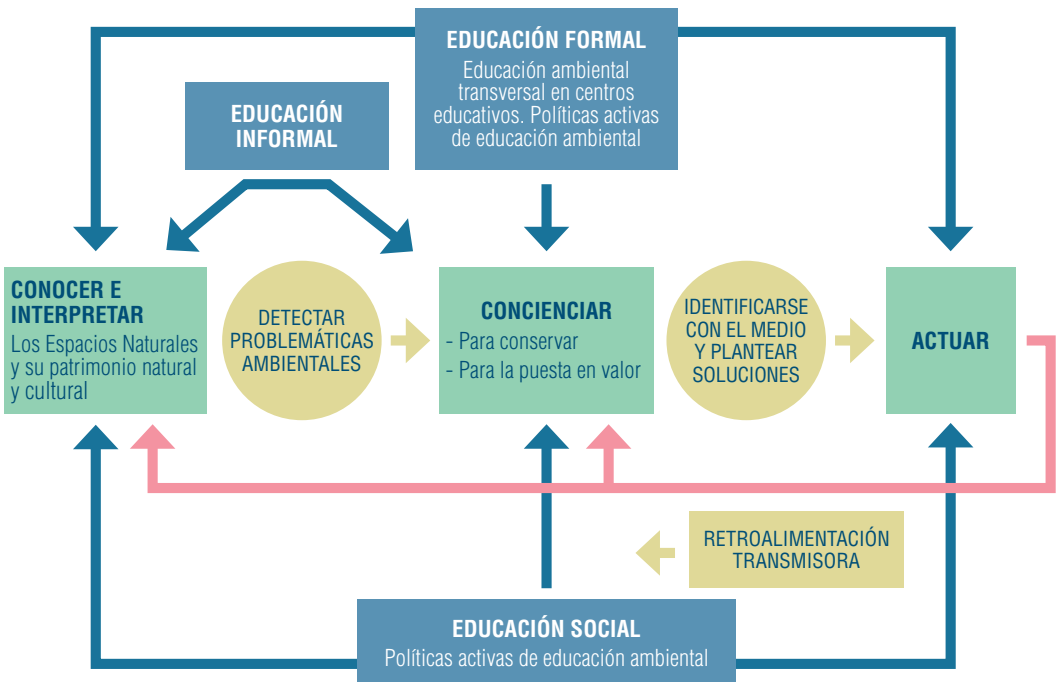 EDUCACIÓN FORMAL
Educación ambiental
transversal en centros
educativos. Políticas activas
de educación ambiental
EDUCACIÓN
INFORMAL
CONOCER E
INTERPRETAR
Los Espacios Naturales
y su patrimonio natural
y cultural
DETECTAR
PROBLEMÁTICAS
AMBIENTALES
CONCIENCIAR
- Para conservar
- Para la puesta en valor
IDENTIFICARSE
CON EL MEDIO
Y PLANTEAR
SOLUCIONES
ACTUAR
RETROALIMENTACIÓN
TRANSMISORA
EDUCACIÓN SOCIAL
Políticas activas de educación ambiental